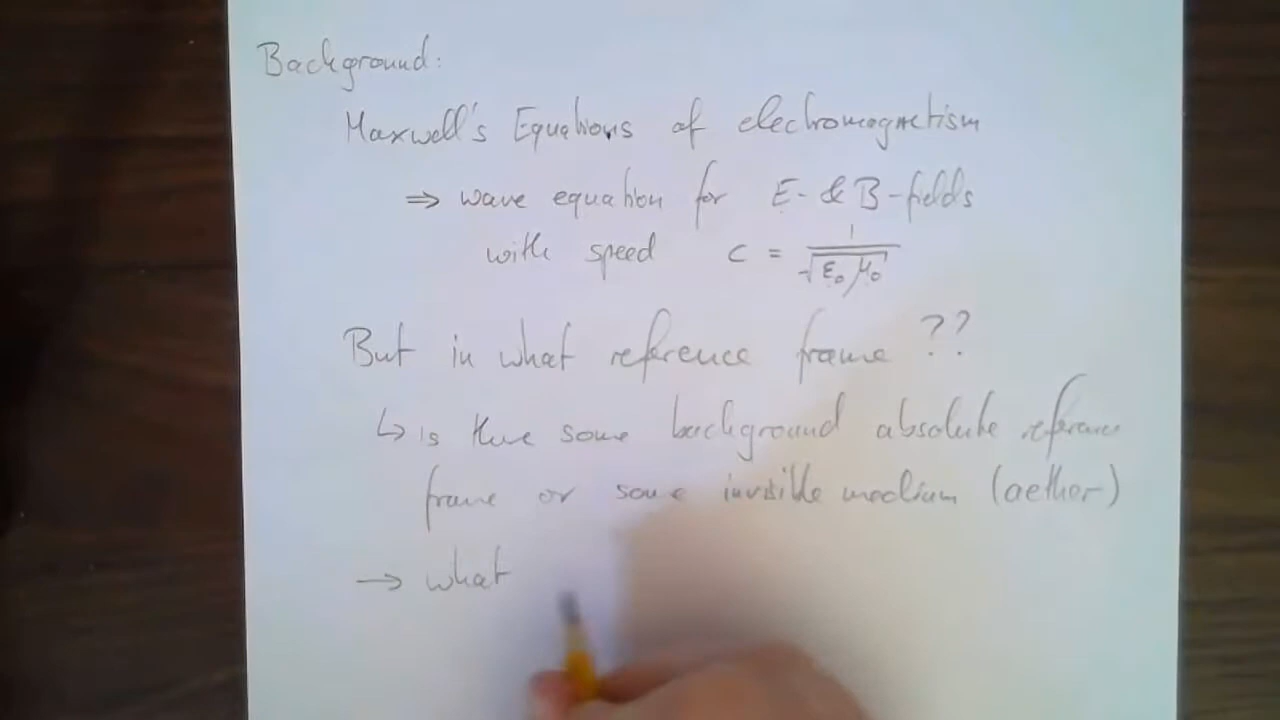 Background:
Maxwell's Equations of electromagnetism
⇒ wave equation for E- & B-fields
with speed c = 1/√ε₀μ₀
But in what reference frame ??
↳ is there some background absolute reference
frame or some invisible medium (aether)
→ what